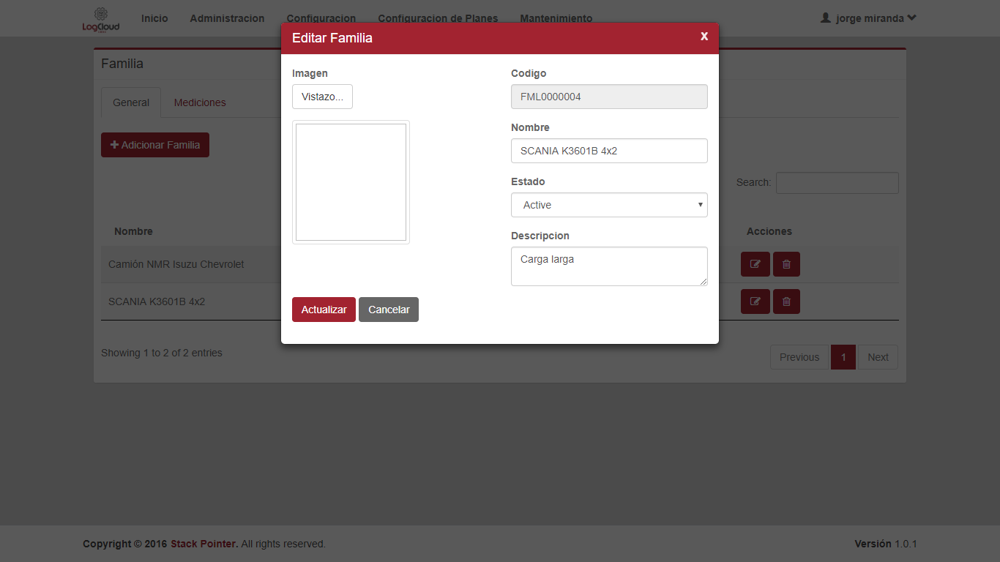 LogCloud
Inicio Administracion Configuracion Configuracion de Planes Mantenimiento jorge miranda
Editar Familia X
Familia
Imagen Codigo
Vistazo... FML0000004
General Mediciones
Nombre
+ Adicionar Familia
SCANIA K3601B 4x2
Estado
Search:
Active
Nombre Descripcion Acciones
Carga larga
Camión NMR Isuzu Chevrolet
SCANIA K3601B 4x2
Actualizar Cancelar
Showing 1 to 2 of 2 entries Previous 1 Next
Copyright © 2016 Stack Pointer. All rights reserved. Versión 1.0.1